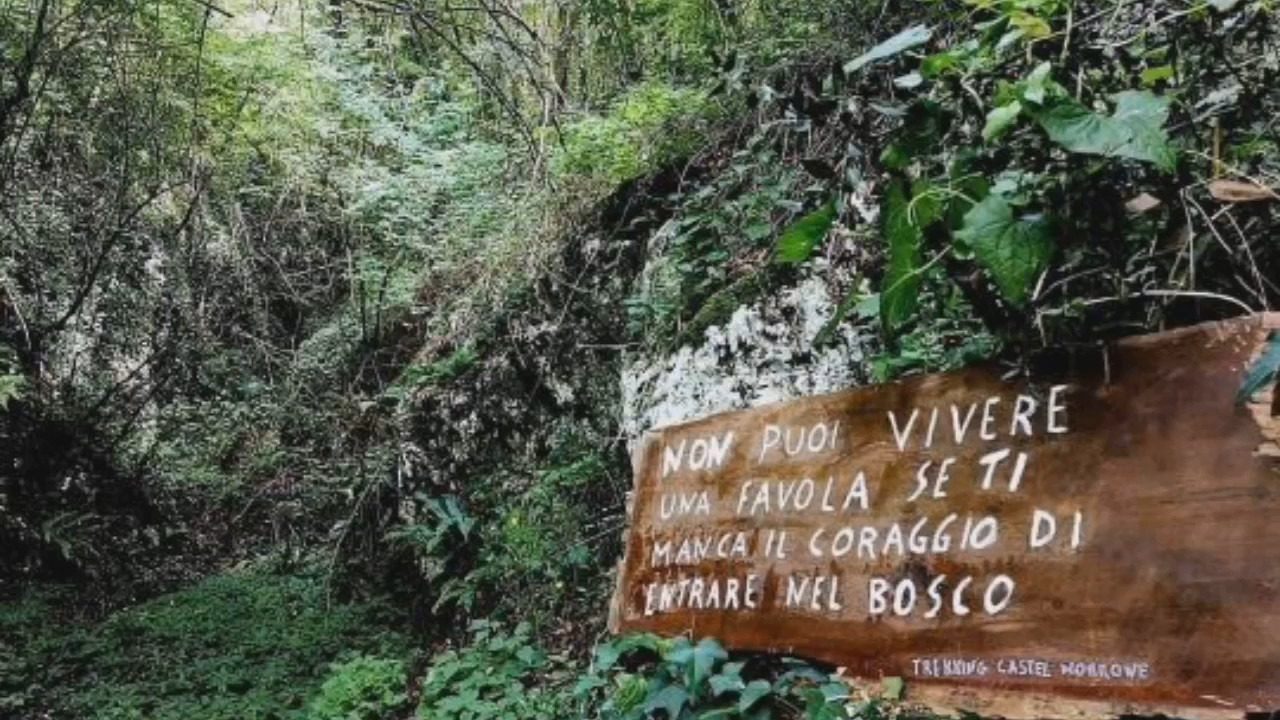 NON PUOI VIVERE
UNA FAVOLA SE TI
MANCA IL CORAGGIO DI
ENTRARE NEL BOSCO
TREKKING CASTEL MORRONE